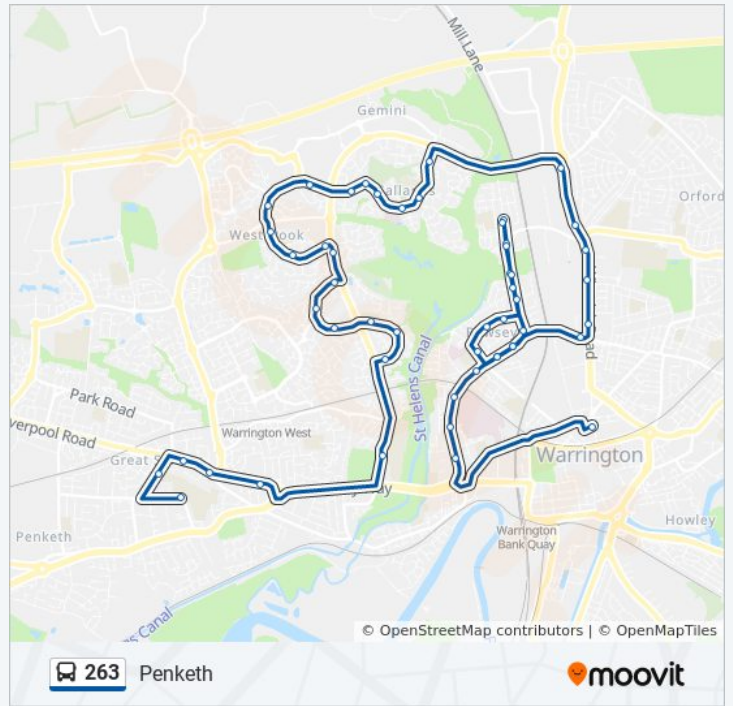 Mill Lane
Gemini
Orford
Callands
Westbrook
St Helens Canal
Park Road
Liverpool Road
Warrington West
Great S
Warrington
Penketh
Howley
Warrington
Bank Quay
s Canal
© OpenStreetMap contributors | © OpenMapTiles
263 Penketh
moovit